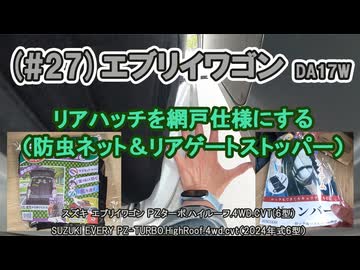 (#27)エブリイワゴン DA17W
リアハッチを網戸仕様にする
(防虫ネット&リアゲートストッパー)
ンパー
スズキ エブリイワゴン PZターボ,ハイルーフ,4WD,CVT(6型)
SUZUKI EVERY PZ-TURBO,HighRoof,4wd,cvt(2024年式6型)